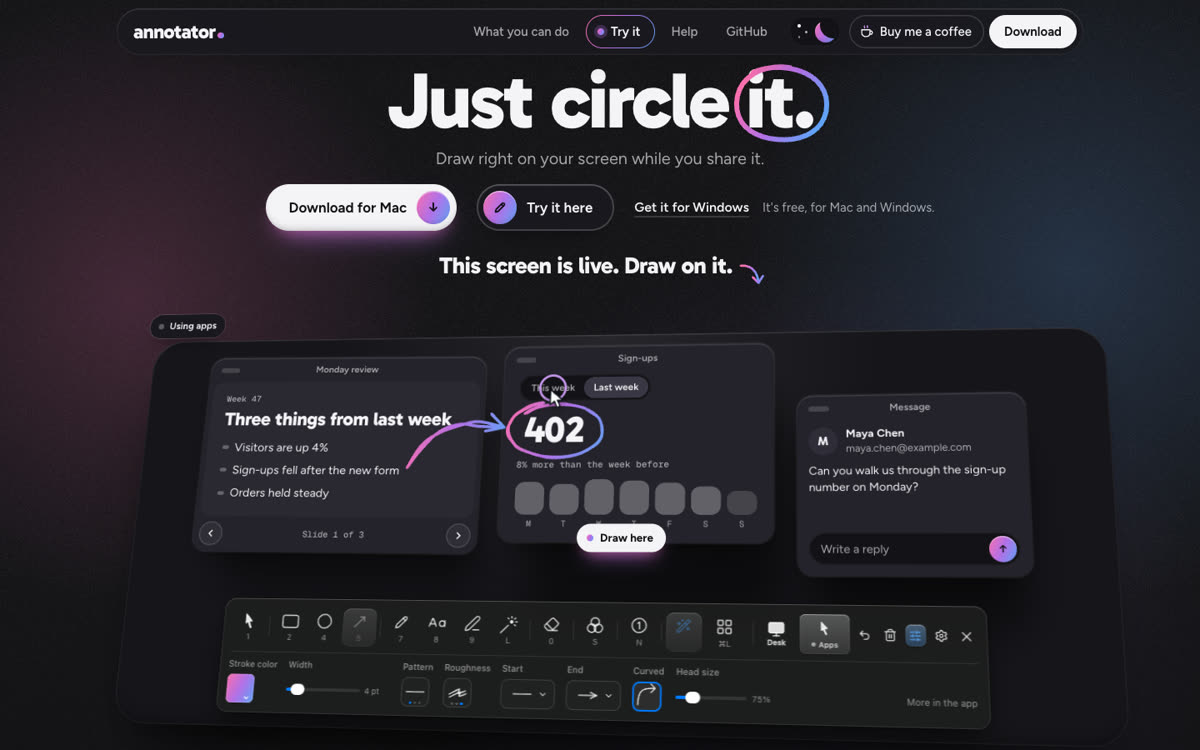 annotator.
What you can do
Try it
Help
GitHub
Buy me a coffee
Download
Just circle it.
Draw right on your screen while you share it.
Download for Mac
Try it here
Get it for Windows
It's free, for Mac and Windows.
This screen is live. Draw on it.
Using apps
Monday review
Week 47
Three things from last week
Visitors are up 4%
Sign-ups fell after the new form
Orders held steady
Slide 1 of 3
Sign-ups
This week
Last week
402
8% more than the week before
M T W T F S S
Draw here
Message
M
Maya Chen
maya.chen@example.com
Can you walk us through the sign-up
number on Monday?
Write a reply
Aa
1
1 2 4 5 7 8 9 L 0 S N ⌘L
Desk
Apps
Stroke color
Width
4 pt
Pattern
Roughness
Start
End
Curved
Head size
75%
More in the app